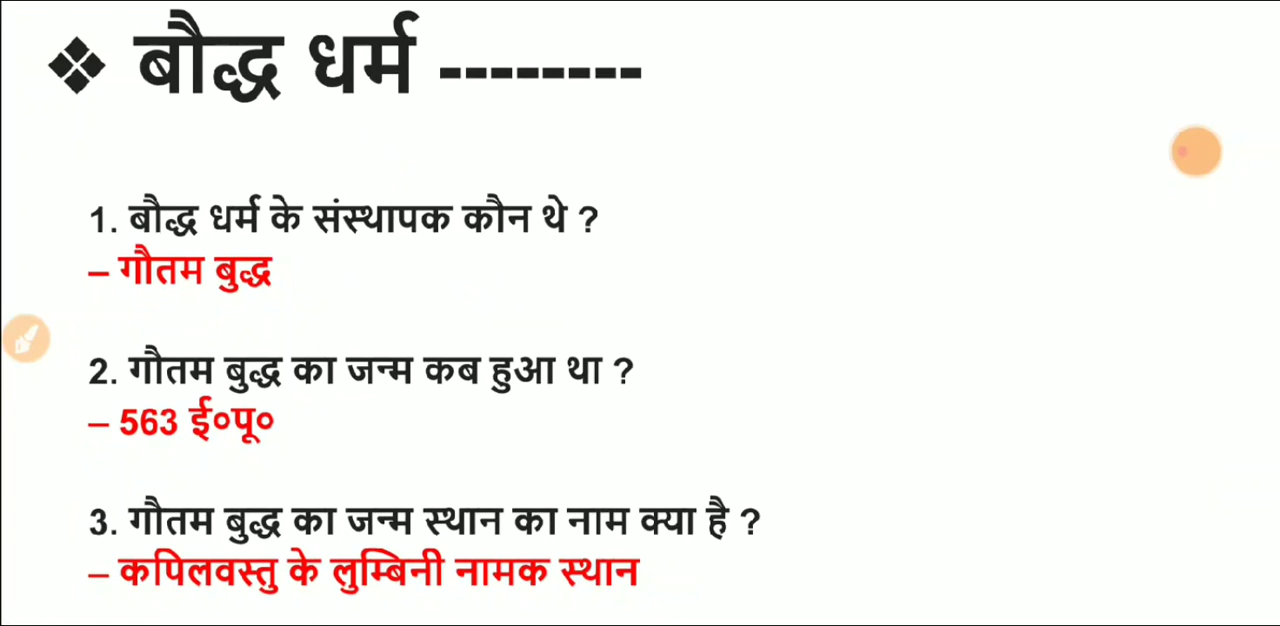 ❖ बौद्ध धर्म --------
1. बौद्ध धर्म के संस्थापक कौन थे ?
– गौतम बुद्ध
2. गौतम बुद्ध का जन्म कब हुआ था ?
– 563 ई०पू०
3. गौतम बुद्ध का जन्म स्थान का नाम क्या है ?
– कपिलवस्तु के लुम्बिनी नामक स्थान